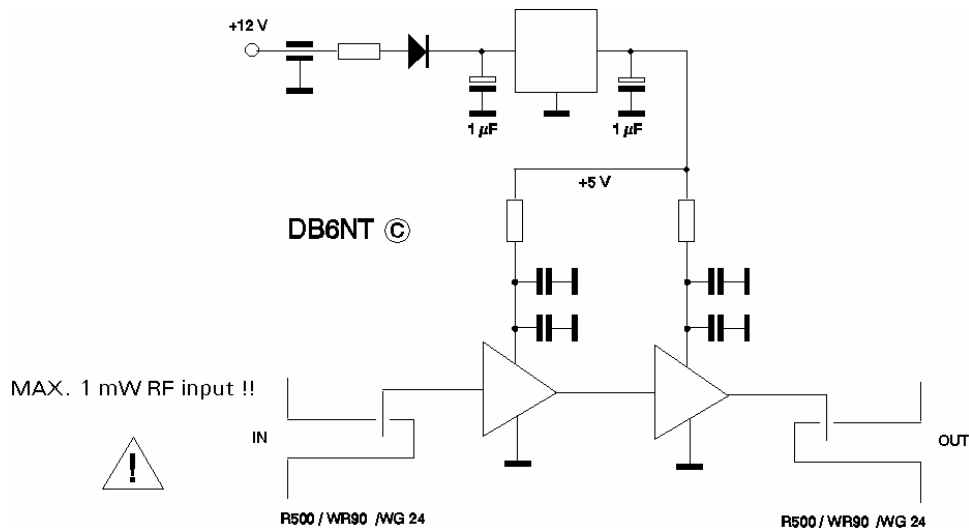 +12 V
1 µF
1 µF
+5 V
DB6NT ©
MAX. 1 mW RF input !!
!
IN
OUT
R500 / WR90 /WG 24
R500 / WR90 /WG 24